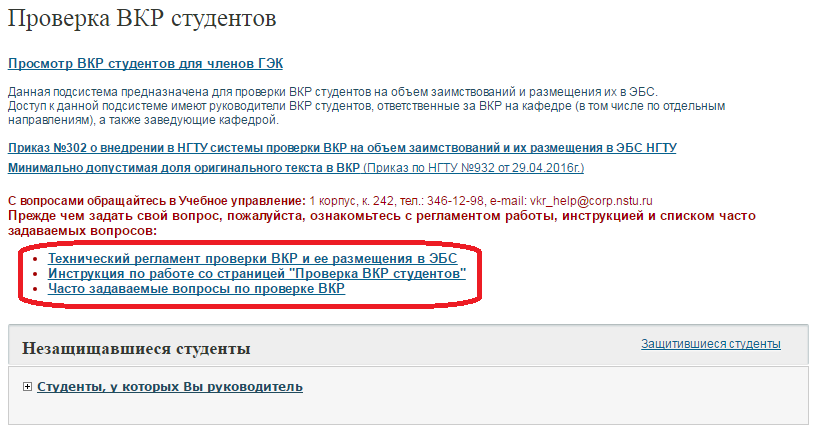 Проверка ВКР студентов
Просмотр ВКР студентов для членов ГЭК
Данная подсистема предназначена для проверки ВКР студентов на объем заимствований и размещения их в ЭБС.
Доступ к данной подсистеме имеют руководители ВКР студентов, ответственные за ВКР на кафедре (в том числе по отдельным
направлениям), а также заведующие кафедрой.
Приказ №302 о внедрении в НГТУ системы проверки ВКР на объем заимствований и их размещения в ЭБС НГТУ
Минимально допустимая доля оригинального текста в ВКР (Приказ по НГТУ №932 от 29.04.2016г.)
С вопросами обращайтесь в Учебное управление: 1 корпус, к. 242, тел.: 346-12-98, e-mail: vkr_help@corp.nstu.ru
Прежде чем задать свой вопрос, пожалуйста, ознакомьтесь с регламентом работы, инструкцией и списком часто
задаваемых вопросов:
Технический регламент проверки ВКР и ее размещения в ЭБС
Инструкция по работе со страницей "Проверка ВКР студентов"
Часто задаваемые вопросы по проверке ВКР
Незащищавшиеся студенты
Защитившиеся студенты
Студенты, у которых Вы руководитель